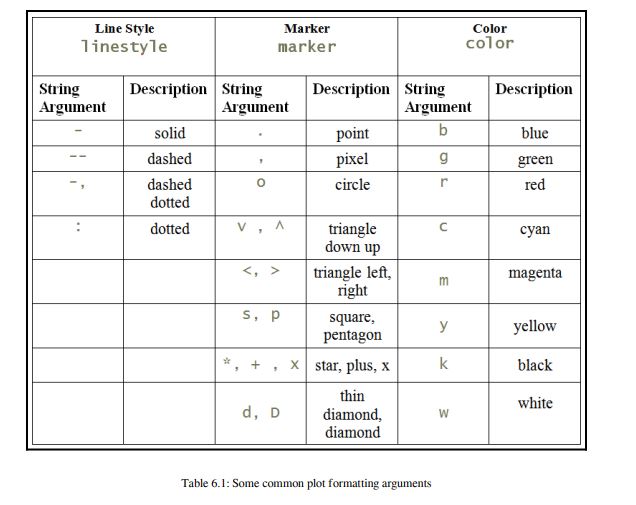 Line Style Marker Color
linestyle marker color
String Argument Description String Argument Description String Argument Description
- solid . point b blue
-- dashed , pixel g green
-, dashed dotted o circle r red
: dotted v , ^ triangle down up c cyan
<, > triangle left, right m magenta
s, p square, pentagon y yellow
*, + , x star, plus, x k black
d, D thin diamond, diamond w white
Table 6.1: Some common plot formatting arguments